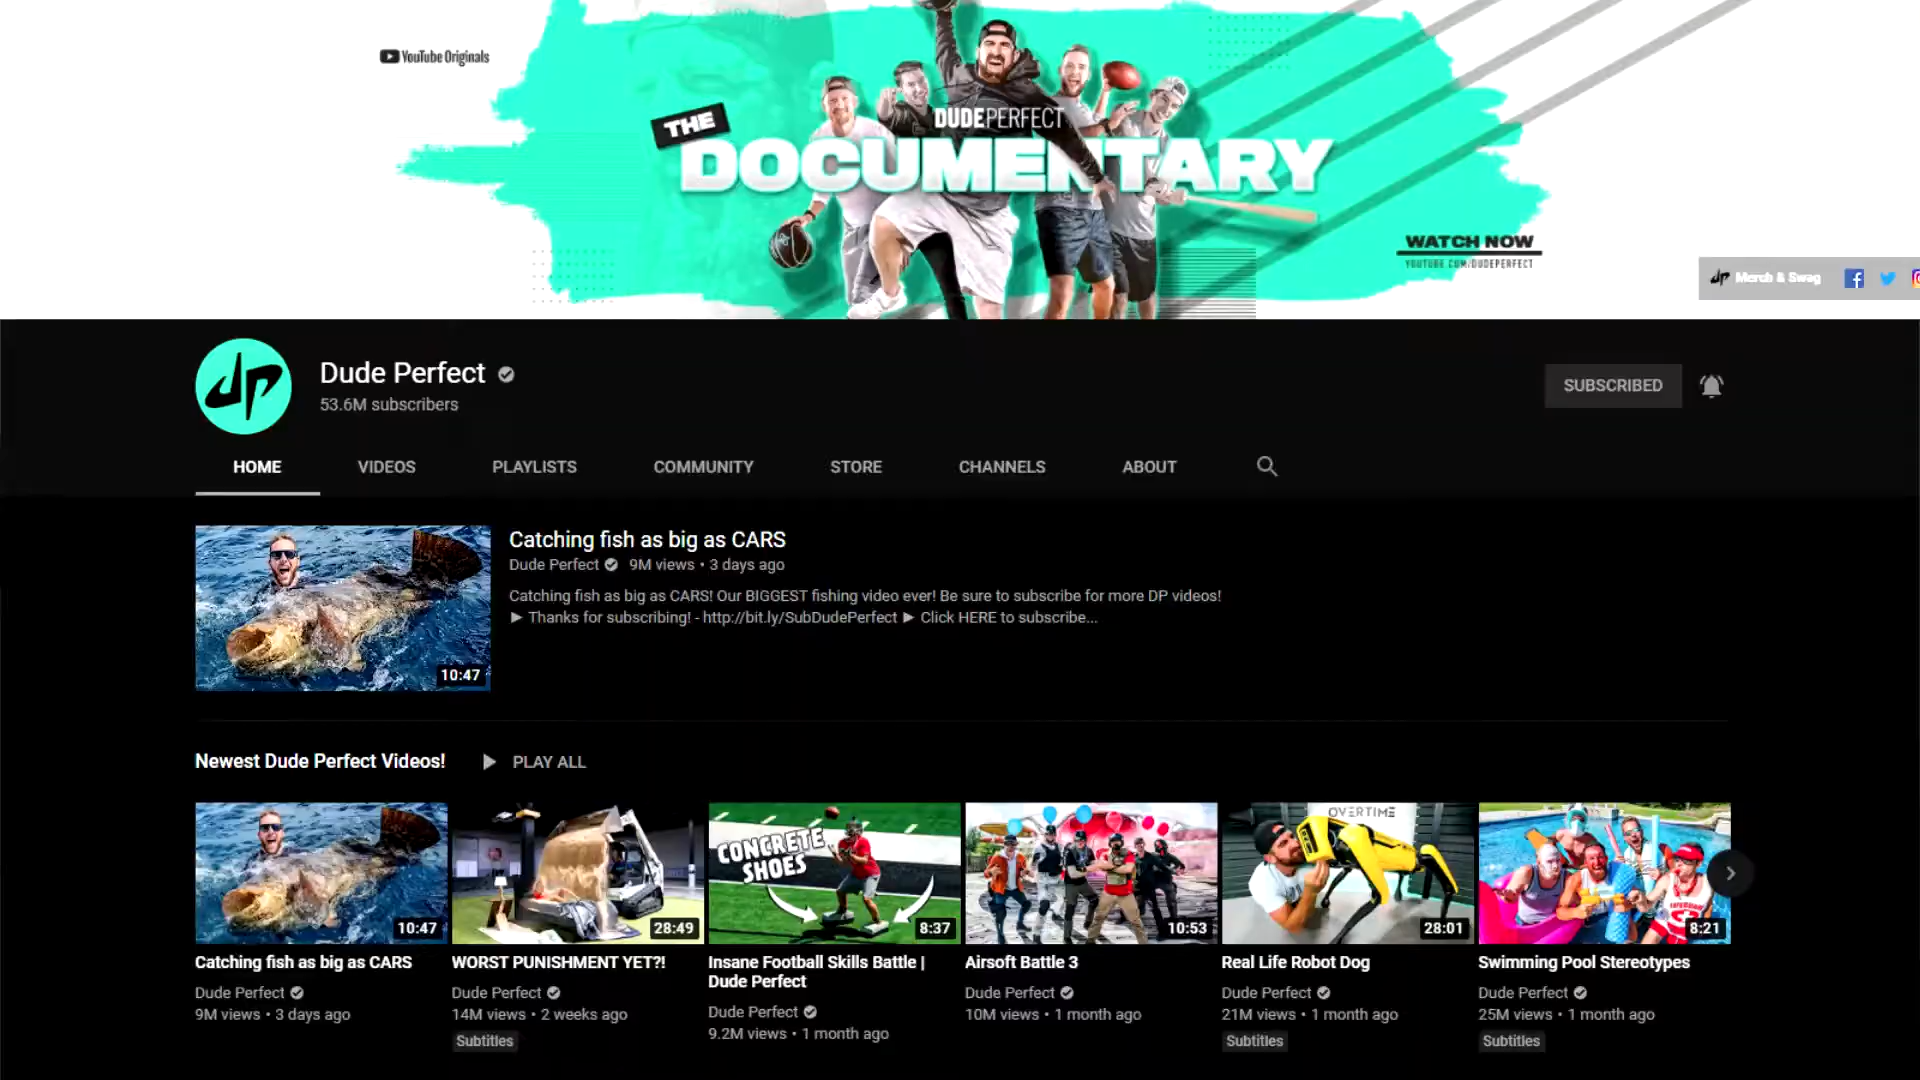 YouTube Originals
THE
DUDEPERFECT
DOCUMENTARY
WATCH NOW
YOUTUBE.COM/DUDEPERFECT
dp Merch & Swag
dp
Dude Perfect
53.6M subscribers
SUBSCRIBED
HOME VIDEOS PLAYLISTS COMMUNITY STORE CHANNELS ABOUT
10:47
Catching fish as big as CARS
Dude Perfect 9M views • 3 days ago
Catching fish as big as CARS! Our BIGGEST fishing video ever! Be sure to subscribe for more DP videos!
► Thanks for subscribing! - http://bit.ly/SubDudePerfect ► Click HERE to subscribe...
Newest Dude Perfect Videos! PLAY ALL
10:47
Catching fish as big as CARS
Dude Perfect
9M views • 3 days ago
28:49
WORST PUNISHMENT YET?!
Dude Perfect
14M views • 2 weeks ago
Subtitles
CONCRETE
SHOES
8:37
Insane Football Skills Battle |
Dude Perfect
Dude Perfect
9.2M views • 1 month ago
10:53
Airsoft Battle 3
Dude Perfect
10M views • 1 month ago
OVERTIME
28:01
Real Life Robot Dog
Dude Perfect
21M views • 1 month ago
Subtitles
8:21
Swimming Pool Stereotypes
Dude Perfect
25M views • 1 month ago
Subtitles